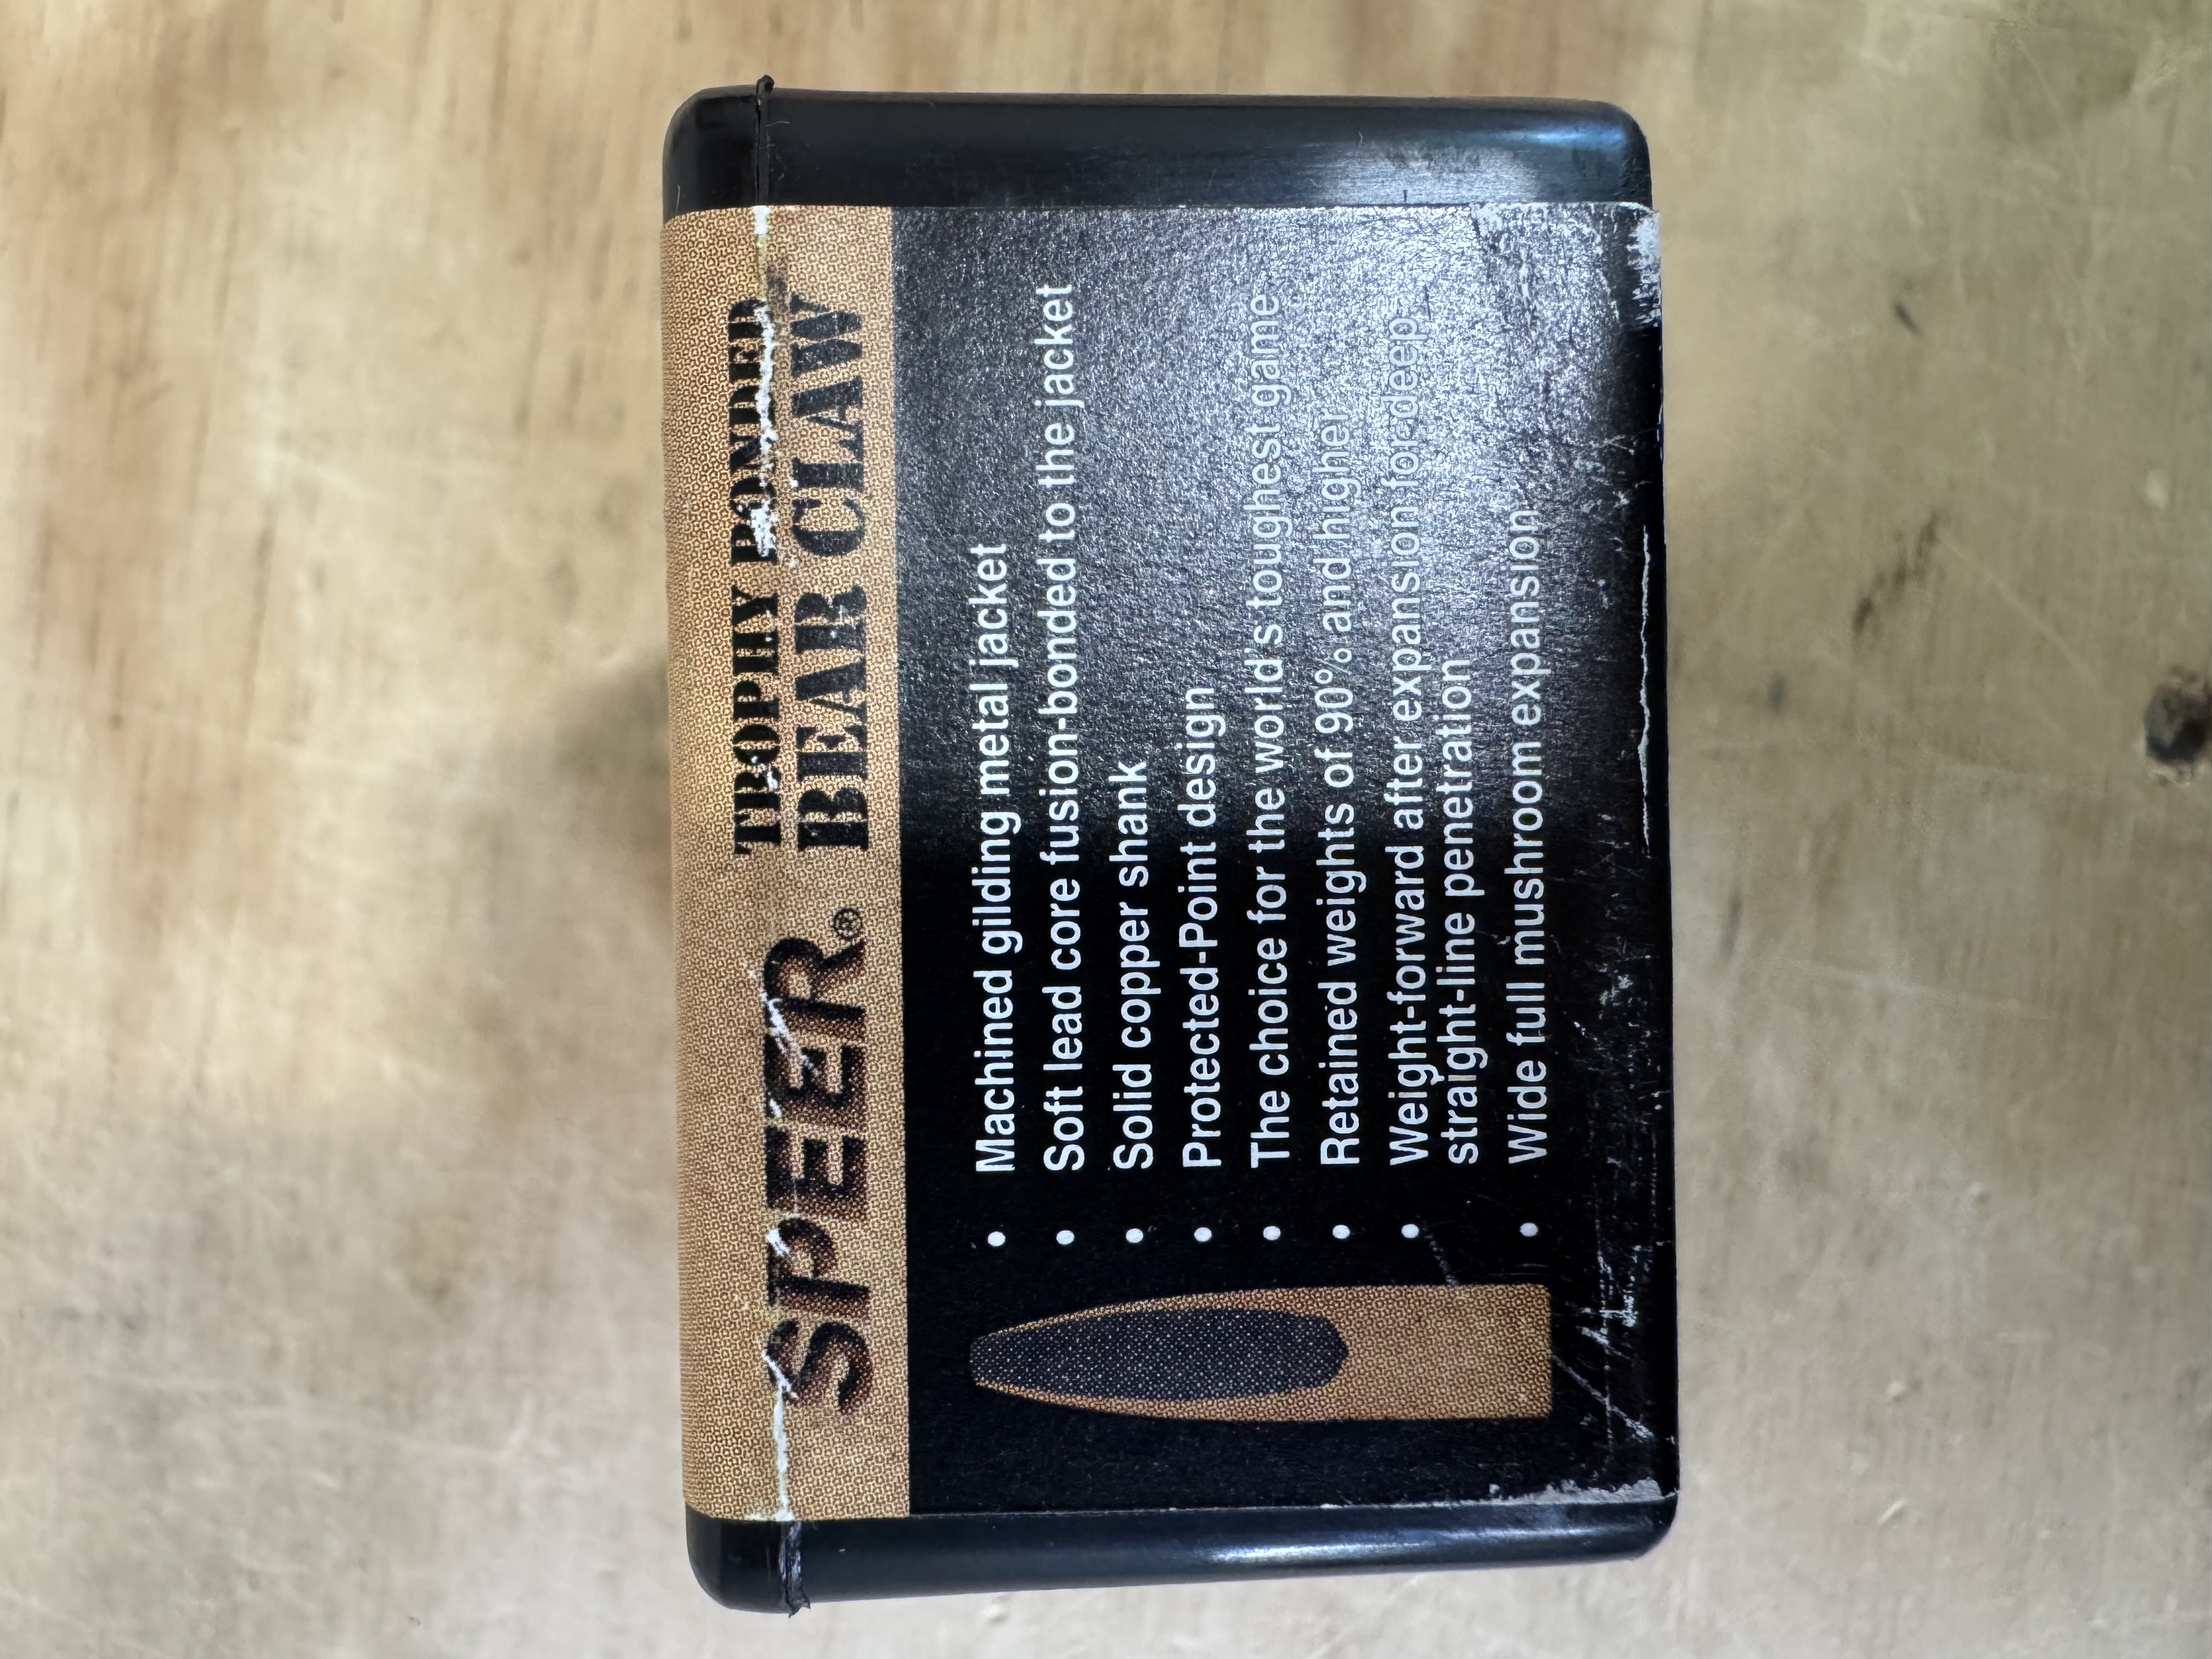 SPEER®
TROPHY BONDED
BEAR CLAW
• Machined gilding metal jacket
• Soft lead core fusion-bonded to the jacket
• Solid copper shank
• Protected-Point design
• The choice for the world's toughest game
• Retained weights of 90% and higher
• Weight-forward after expansion for deep
straight-line penetration
• Wide full mushroom expansion